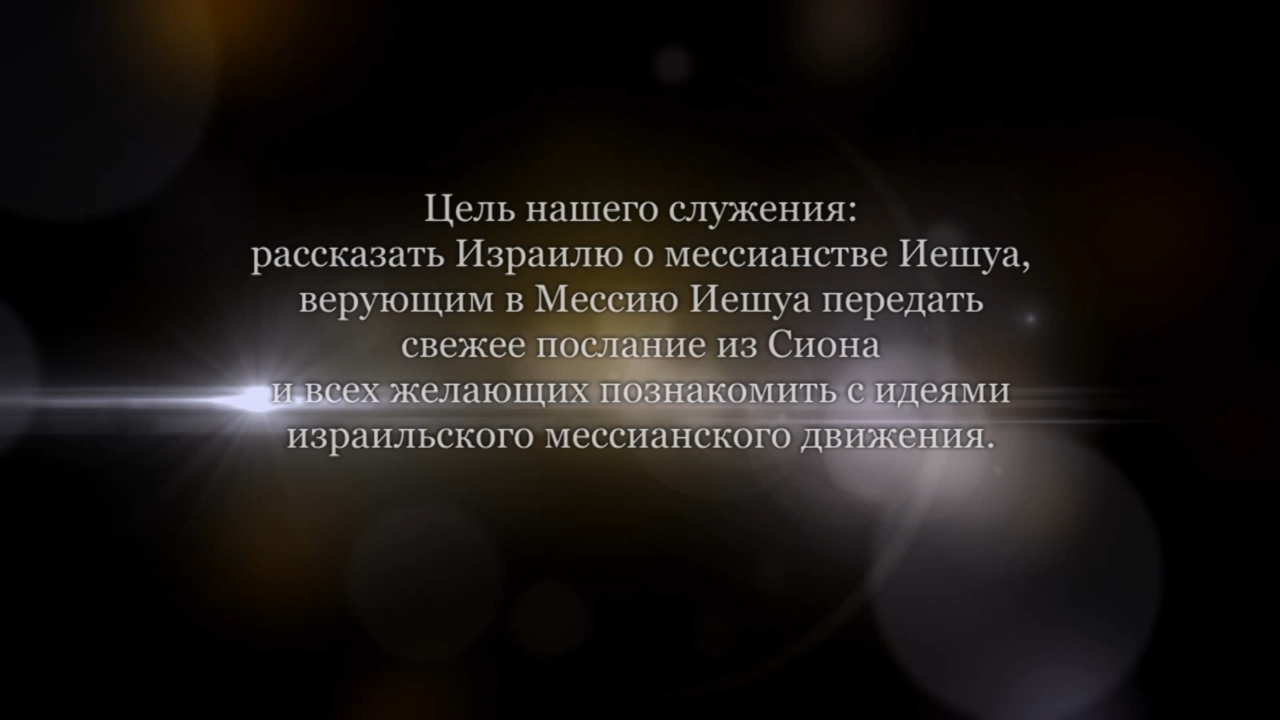 Цель нашего служения:
рассказать Израилю о мессианстве Иешуа,
верующим в Мессию Иешуа передать
свежее послание из Сиона
и всех желающих познакомить с идеями
израильского мессианского движения.